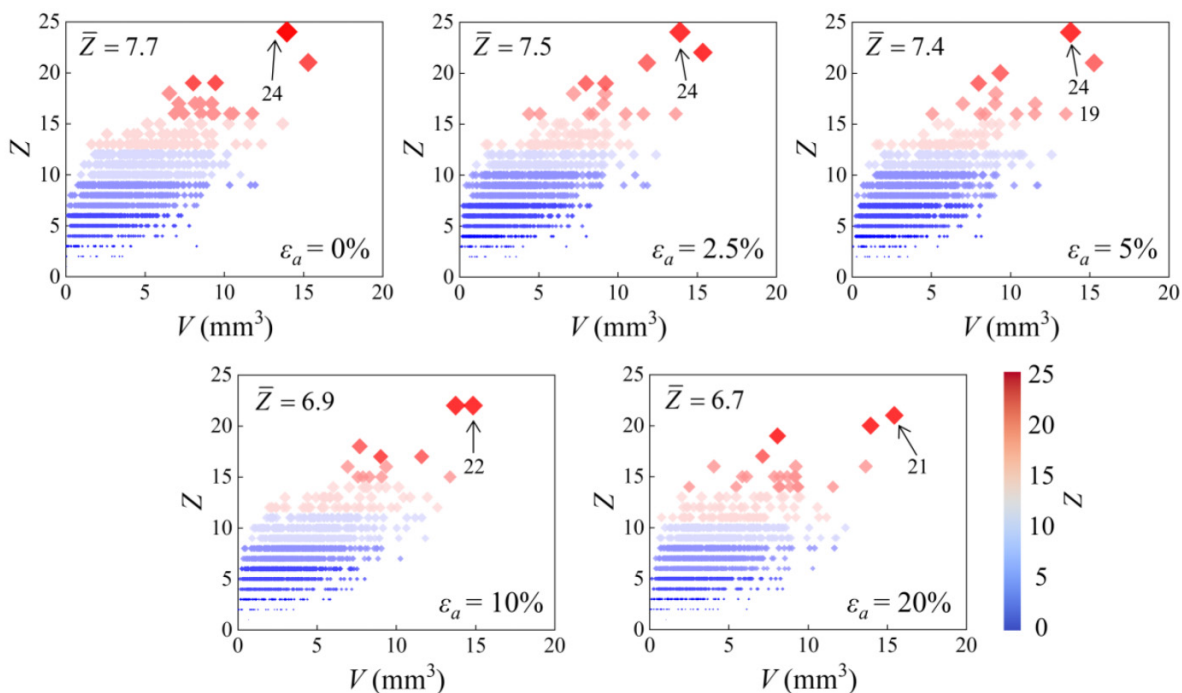 Z̄ = 7.7
24
εₐ = 0%
Z
25
20
15
10
5
0
0 5 10 15 20
V (mm³)
Z̄ = 7.5
24
εₐ = 2.5%
25
20
15
10
5
0
Z
0 5 10 15 20
V (mm³)
Z̄ = 7.4
24
19
εₐ = 5%
25
20
15
10
5
0
Z
0 5 10 15 20
V (mm³)
Z̄ = 6.9
22
εₐ = 10%
25
20
15
10
5
0
Z
0 5 10 15 20
V (mm³)
Z̄ = 6.7
21
εₐ = 20%
25
20
15
10
5
0
Z
0 5 10 15 20
V (mm³)
25
20
15
10
5
0
Z